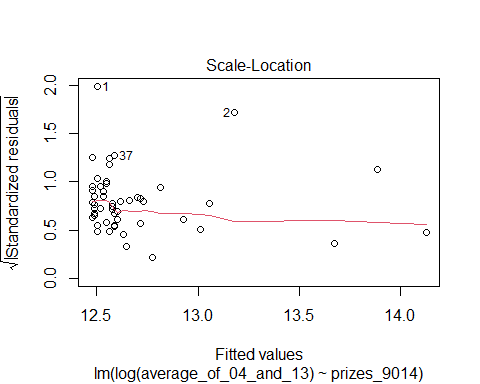 Scale-Location
√|Standardized residuals|
2.0
1.5
1.0
0.5
0.0
1
2
37
12.5 13.0 13.5 14.0
Fitted values
lm(log(average_of_04_and_13) ~ prizes_9014)